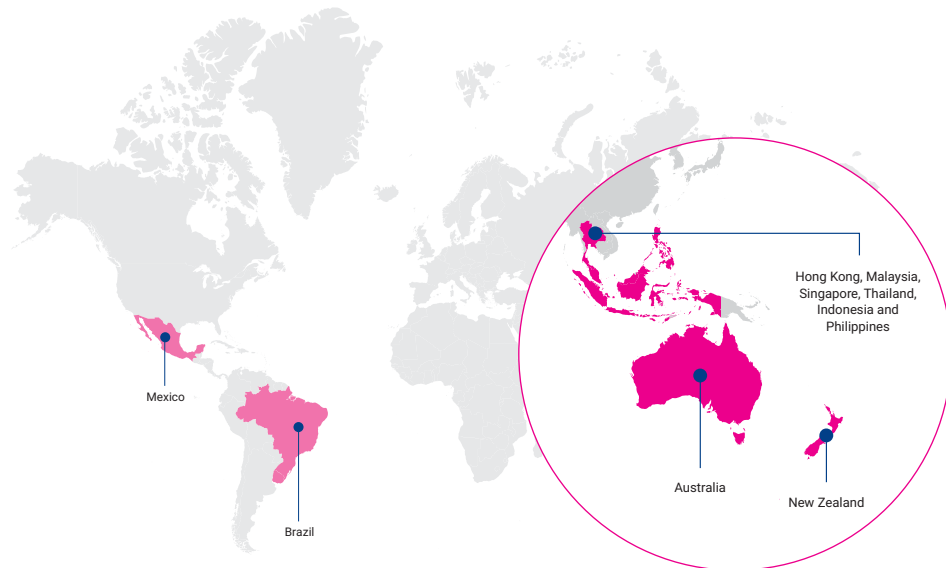 Hong Kong, Malaysia,
Singapore, Thailand,
Indonesia and
Philippines
Mexico
Australia
New Zealand
Brazil